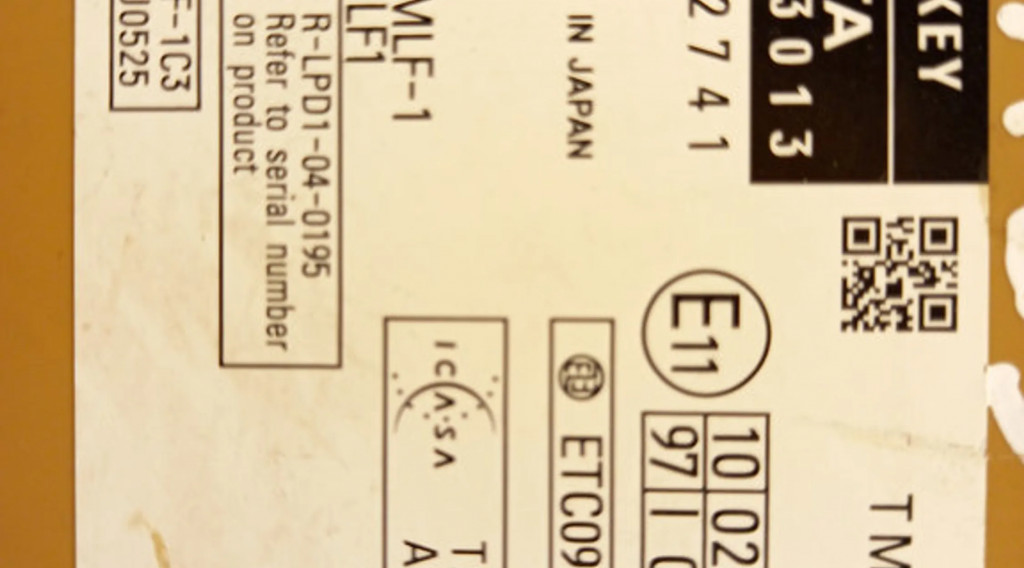 KEY
TM
A
3013
2741
E11
10 02
97 I
IN JAPAN
ETC09
MLF-1
LF1
ICASA
T
A
R-LPD1-04-0195
Refer to serial number
on product
F-1C3
0525